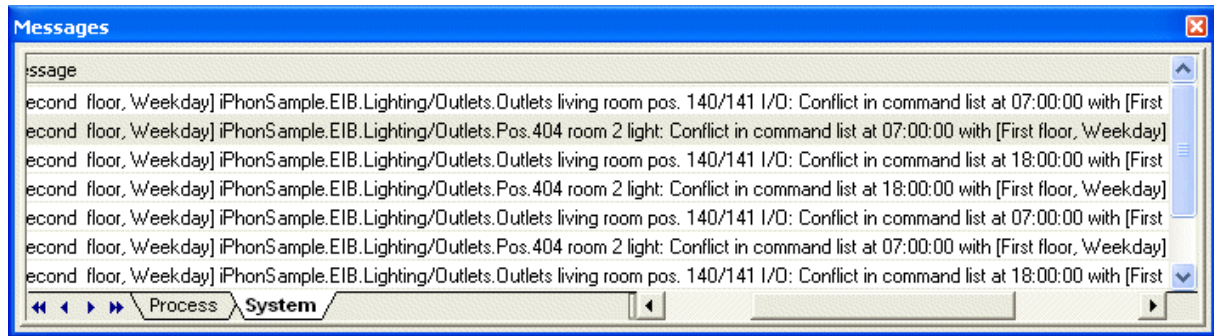 Messages
essage
econd floor, Weekday] iPhonSample.EIB.Lighting/Outlets.Outlets living room pos. 140/141 I/O: Conflict in command list at 07:00:00 with [First
econd floor, Weekday] iPhonSample.EIB.Lighting/Outlets.Pos.404 room 2 light: Conflict in command list at 07:00:00 with [First floor, Weekday]
econd floor, Weekday] iPhonSample.EIB.Lighting/Outlets.Outlets living room pos. 140/141 I/O: Conflict in command list at 18:00:00 with [First
econd floor, Weekday] iPhonSample.EIB.Lighting/Outlets.Pos.404 room 2 light: Conflict in command list at 18:00:00 with [First floor, Weekday]
econd floor, Weekday] iPhonSample.EIB.Lighting/Outlets.Outlets living room pos. 140/141 I/O: Conflict in command list at 07:00:00 with [First
econd floor, Weekday] iPhonSample.EIB.Lighting/Outlets.Pos.404 room 2 light: Conflict in command list at 07:00:00 with [First floor, Weekday]
econd floor, Weekday] iPhonSample.EIB.Lighting/Outlets.Outlets living room pos. 140/141 I/O: Conflict in command list at 18:00:00 with [First
Process System